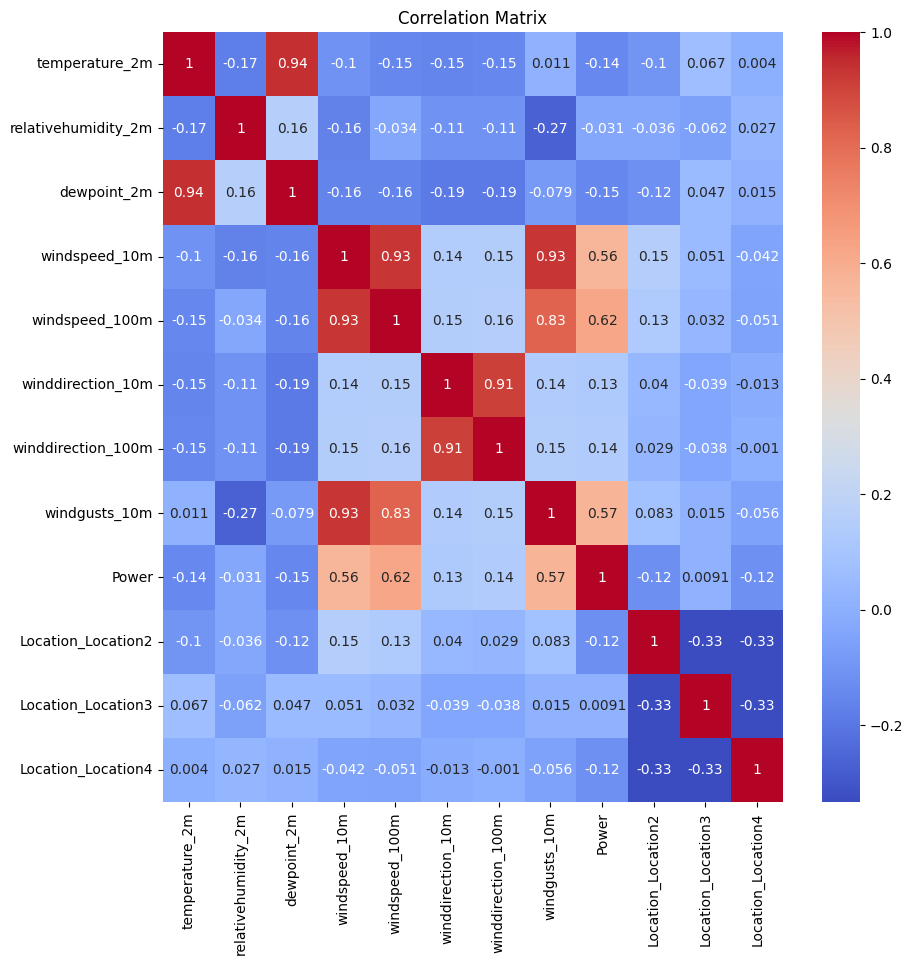 Correlation Matrix
temperature_2m 1 -0.17 0.94 -0.1 -0.15 -0.15 -0.15 0.011 -0.14 -0.1 0.067 0.004
relativehumidity_2m -0.17 1 0.16 -0.16 -0.034 -0.11 -0.11 -0.27 -0.031 -0.036 -0.062 0.027
dewpoint_2m 0.94 0.16 1 -0.16 -0.16 -0.19 -0.19 -0.079 -0.15 -0.12 0.047 0.015
windspeed_10m -0.1 -0.16 -0.16 1 0.93 0.14 0.15 0.93 0.56 0.15 0.051 -0.042
windspeed_100m -0.15 -0.034 -0.16 0.93 1 0.15 0.16 0.83 0.62 0.13 0.032 -0.051
winddirection_10m -0.15 -0.11 -0.19 0.14 0.15 1 0.91 0.14 0.13 0.04 -0.039 -0.013
winddirection_100m -0.15 -0.11 -0.19 0.15 0.16 0.91 1 0.15 0.14 0.029 -0.038 -0.001
windgusts_10m 0.011 -0.27 -0.079 0.93 0.83 0.14 0.15 1 0.57 0.083 0.015 -0.056
Power -0.14 -0.031 -0.15 0.56 0.62 0.13 0.14 0.57 1 -0.12 0.0091 -0.12
Location_Location2 -0.1 -0.036 -0.12 0.15 0.13 0.04 0.029 0.083 -0.12 1 -0.33 -0.33
Location_Location3 0.067 -0.062 0.047 0.051 0.032 -0.039 -0.038 0.015 0.0091 -0.33 1 -0.33
Location_Location4 0.004 0.027 0.015 -0.042 -0.051 -0.013 -0.001 -0.056 -0.12 -0.33 -0.33 1
temperature_2m
relativehumidity_2m
dewpoint_2m
windspeed_10m
windspeed_100m
winddirection_10m
winddirection_100m
windgusts_10m
Power
Location_Location2
Location_Location3
Location_Location4
1.0
0.8
0.6
0.4
0.2
0.0
−0.2